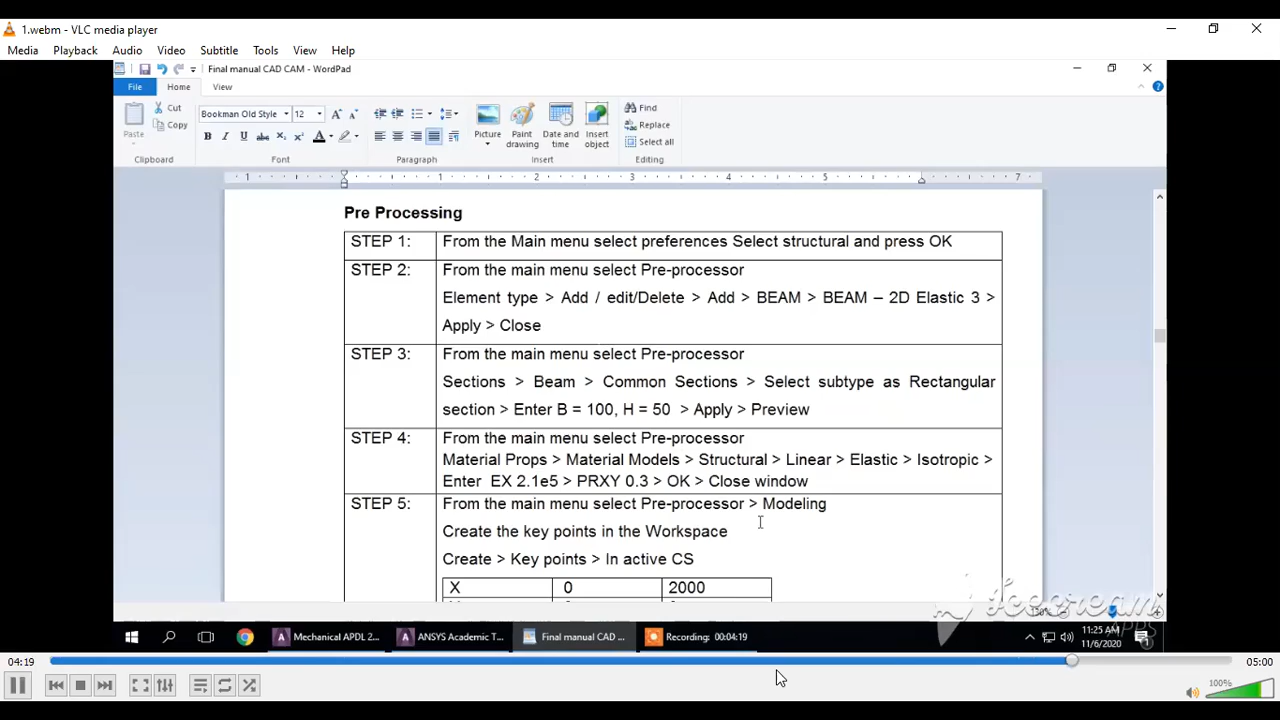 1.webm - VLC media player
Media Playback Audio Video Subtitle Tools View Help
Final manual CAD CAM - WordPad
File Home View
Paste Cut Copy
Bookman Old Style 12
Picture Paint drawing Date and time Insert object
Find
Replace
Select all
Clipboard Font Paragraph Insert Editing
1 1 2 3 4 5 7
Pre Processing
STEP 1: From the Main menu select preferences Select structural and press OK
STEP 2: From the main menu select Pre-processor
Element type > Add / edit/Delete > Add > BEAM > BEAM – 2D Elastic 3 >
Apply > Close
STEP 3: From the main menu select Pre-processor
Sections > Beam > Common Sections > Select subtype as Rectangular
section > Enter B = 100, H = 50 > Apply > Preview
STEP 4: From the main menu select Pre-processor
Material Props > Material Models > Structural > Linear > Elastic > Isotropic >
Enter EX 2.1e5 > PRXY 0.3 > OK > Close window
STEP 5: From the main menu select Pre-processor > Modeling
Create the key points in the Workspace
Create > Key points > In active CS
X 0 2000
Icecream
APPS
Mechanical APDL 2... ANSYS Academic T... Final manual CAD ... Recording: 00:04:19
11:25 AM
11/6/2020
04:19 05:00
100%